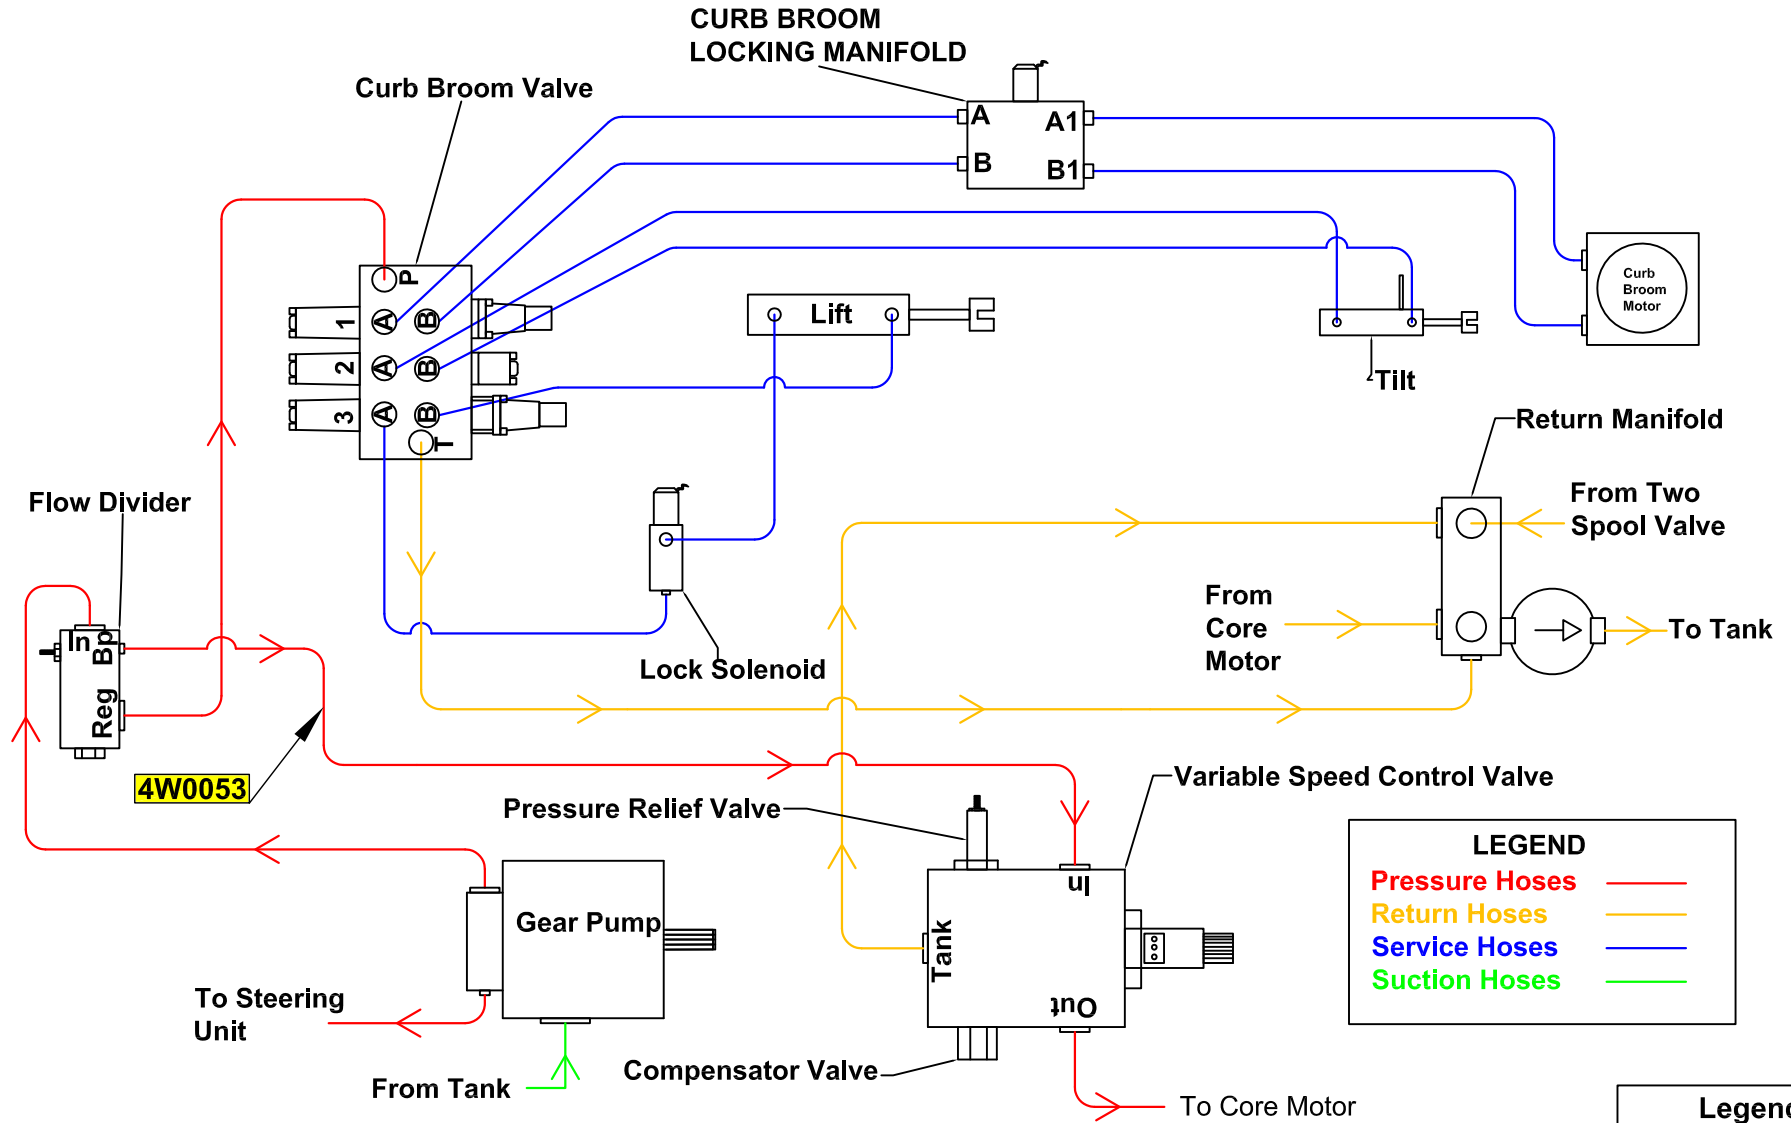 CURB BROOM
LOCKING MANIFOLD
Curb Broom Valve
A
A1
B
B1
P
1
A
B
2
A
B
3
A
B
T
Lift
Curb
Broom
Motor
Tilt
Return Manifold
Flow Divider
From Two
Spool Valve
From
Core
Motor
To Tank
In
Bp
Reg
Lock Solenoid
4W0053
Pressure Relief Valve
Variable Speed Control Valve
In
Tank
Out
Gear Pump
To Steering
Unit
From Tank
Compensator Valve
To Core Motor
LEGEND
Pressure Hoses
Return Hoses
Service Hoses
Suction Hoses
Legen